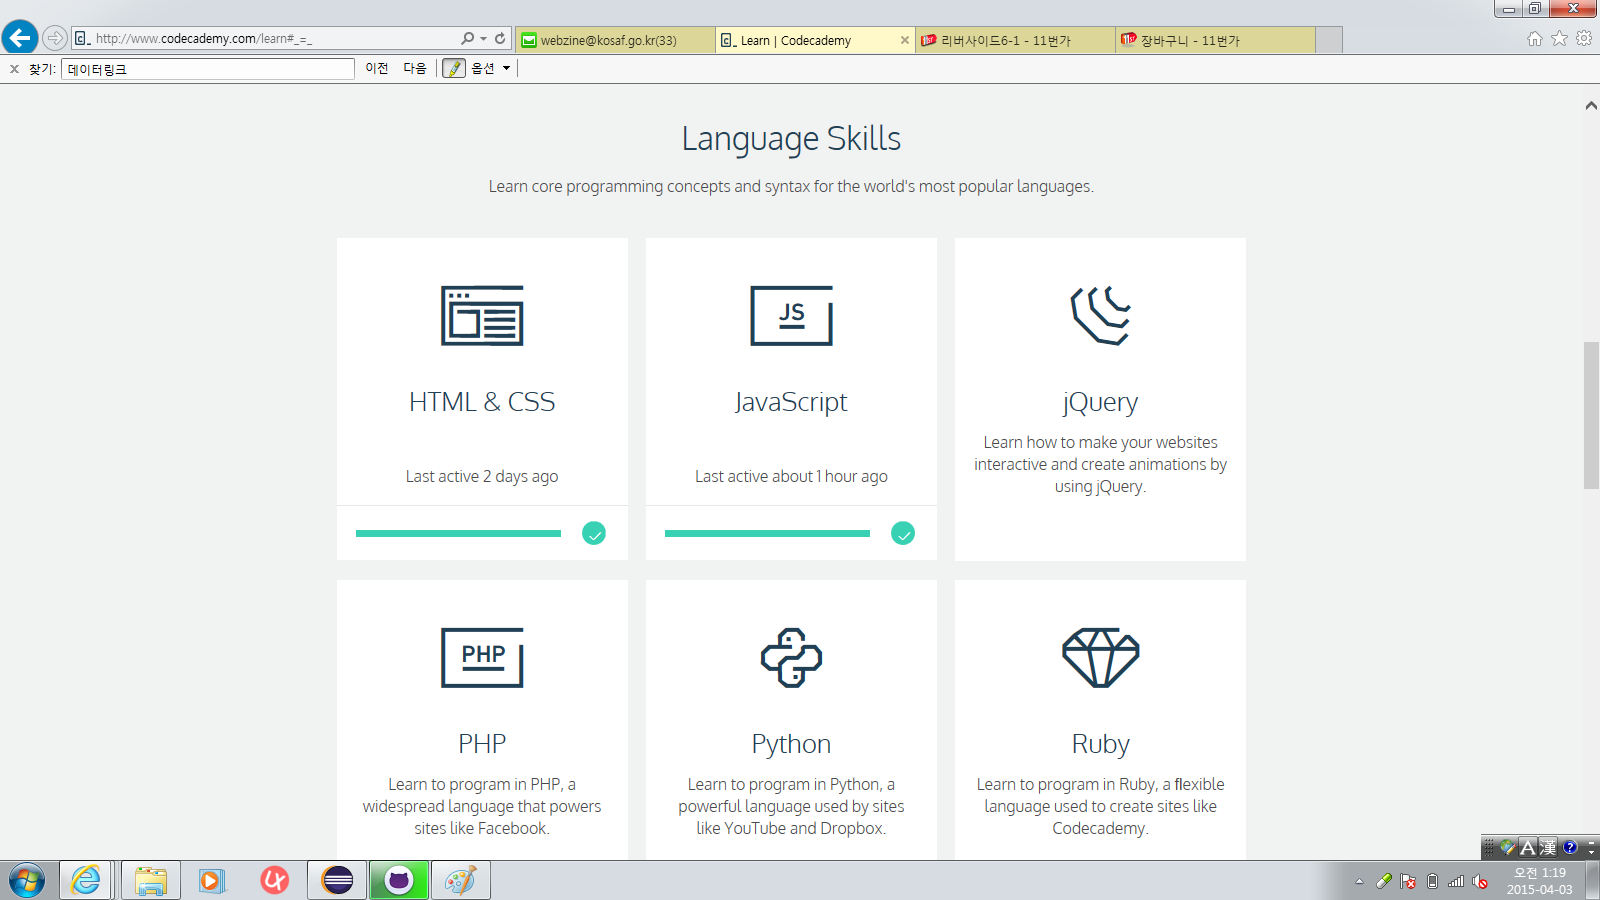 http://www.codecademy.com/learn#_=_
webzine@kosaf.go.kr(33)
Learn | Codecademy
리버사이드6-1 - 11번가
장바구니 - 11번가
찾기: 데이터링크 이전 다음 옵션
Language Skills
Learn core programming concepts and syntax for the world's most popular languages.
JS
HTML & CSS
JavaScript
jQuery
Learn how to make your websites
interactive and create animations by
using jQuery.
Last active 2 days ago
Last active about 1 hour ago
PHP
PHP
Learn to program in PHP, a
widespread language that powers
sites like Facebook.
Python
Learn to program in Python, a
powerful language used by sites
like YouTube and Dropbox.
Ruby
Learn to program in Ruby, a flexible
language used to create sites like
Codecademy.
A 漢
오전 1:19
2015-04-03